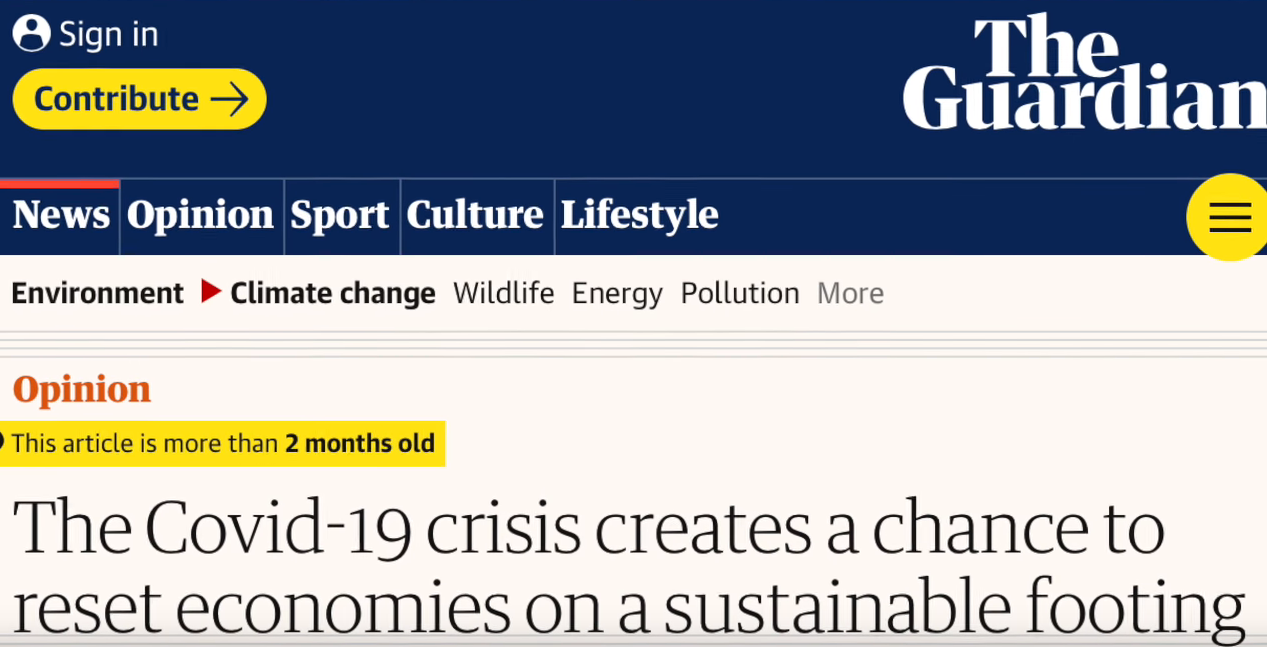 Sign in
Contribute
The
Guardian
News Opinion Sport Culture Lifestyle
Environment Climate change Wildlife Energy Pollution More
Opinion
This article is more than 2 months old
The Covid-19 crisis creates a chance to
reset economies on a sustainable footing